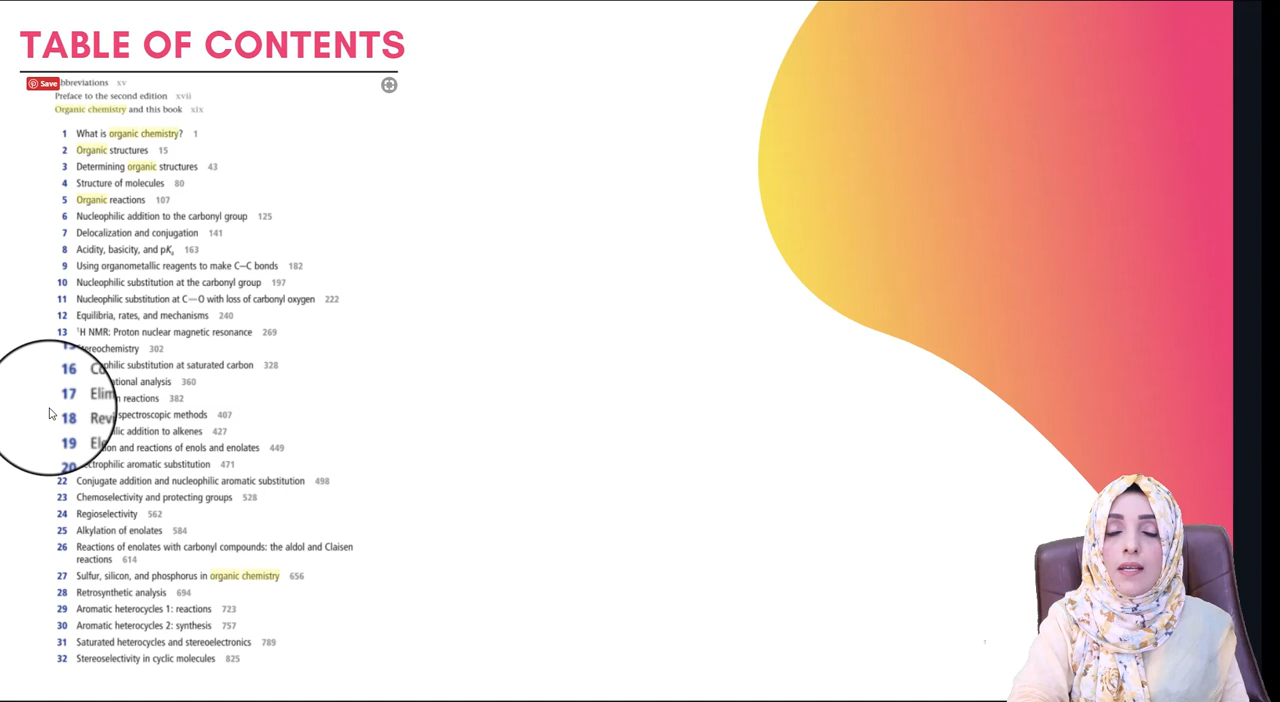 TABLE OF CONTENTS
Save
bbreviations xv
Preface to the second edition xvii
Organic chemistry and this book xix
1 What is organic chemistry? 1
2 Organic structures 15
3 Determining organic structures 43
4 Structure of molecules 80
5 Organic reactions 107
6 Nucleophilic addition to the carbonyl group 125
7 Delocalization and conjugation 141
8 Acidity, basicity, and pKa 163
9 Using organometallic reagents to make C–C bonds 182
10 Nucleophilic substitution at the carbonyl group 197
11 Nucleophilic substitution at C=O with loss of carbonyl oxygen 222
12 Equilibria, rates, and mechanisms 240
13 1H NMR: Proton nuclear magnetic resonance 269
tereochemistry 302
philic substitution at saturated carbon 328
16
ational analysis 360
17 Elim
n reactions 382
18 Rev
spectroscopic methods 407
19
ilic addition to alkenes 427
on and reactions of enols and enolates 449
20
ctrophilic aromatic substitution 471
22 Conjugate addition and nucleophilic aromatic substitution 498
23 Chemoselectivity and protecting groups 528
24 Regioselectivity 562
25 Alkylation of enolates 584
26 Reactions of enolates with carbonyl compounds: the aldol and Claisen
reactions 614
27 Sulfur, silicon, and phosphorus in organic chemistry 656
28 Retrosynthetic analysis 694
29 Aromatic heterocycles 1: reactions 723
30 Aromatic heterocycles 2: synthesis 757
31 Saturated heterocycles and stereoelectronics 789
32 Stereoselectivity in cyclic molecules 825